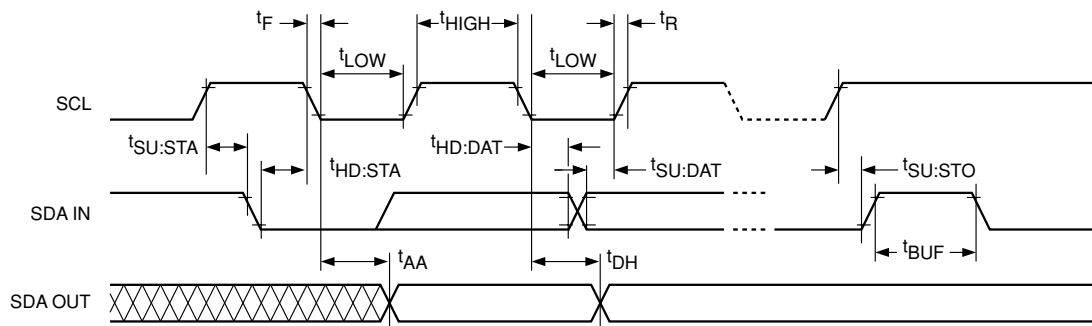 tF tHIGH tR
tLOW tLOW
SCL
tSU:STA tHD:DAT
tHD:STA tSU:DAT tSU:STO
SDA IN
tBUF
tAA tDH
SDA OUT